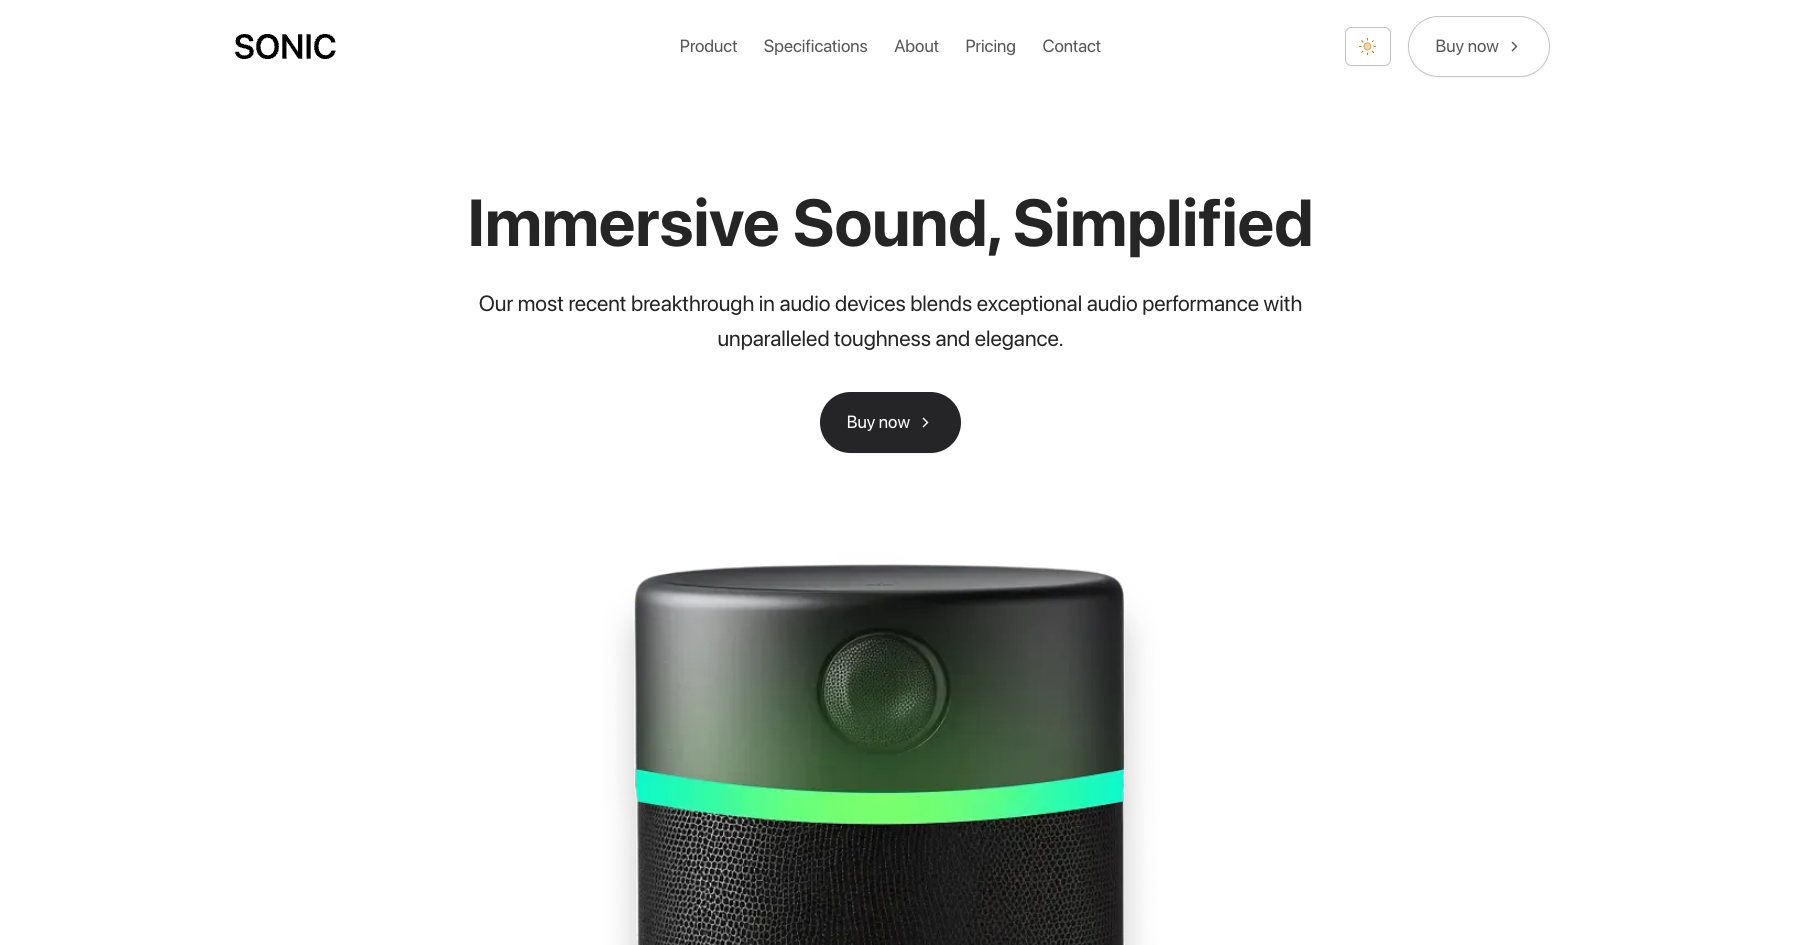 SONIC
Product
Specifications
About
Pricing
Contact
Buy now
Immersive Sound, Simplified
Our most recent breakthrough in audio devices blends exceptional audio performance with
unparalleled toughness and elegance.
Buy now